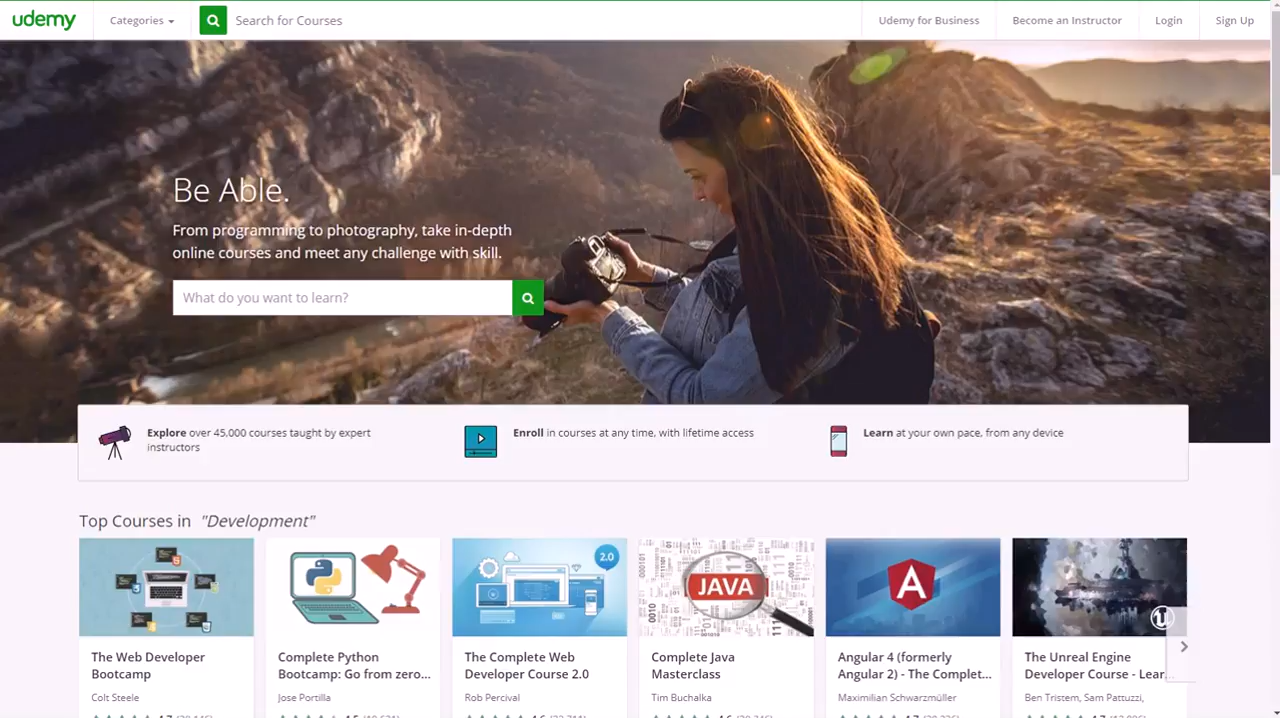 udemy
Categories
Search for Courses
Udemy for Business
Become an Instructor
Login
Sign Up
Be Able.
From programming to photography, take in-depth
online courses and meet any challenge with skill.
What do you want to learn?
Explore over 45,000 courses taught by expert
instructors
Enroll in courses at any time, with lifetime access
Learn at your own pace, from any device
Top Courses in "Development"
2.0
JAVA
A
The Web Developer
Bootcamp
Colt Steele
Complete Python
Bootcamp: Go from zero...
Jose Portilla
The Complete Web
Developer Course 2.0
Rob Percival
Complete Java
Masterclass
Tim Buchalka
Angular 4 (formerly
Angular 2) - The Complet...
Maximilian Schwarzmüller
The Unreal Engine
Developer Course - Lear...
Ben Tristem, Sam Pattuzzi,